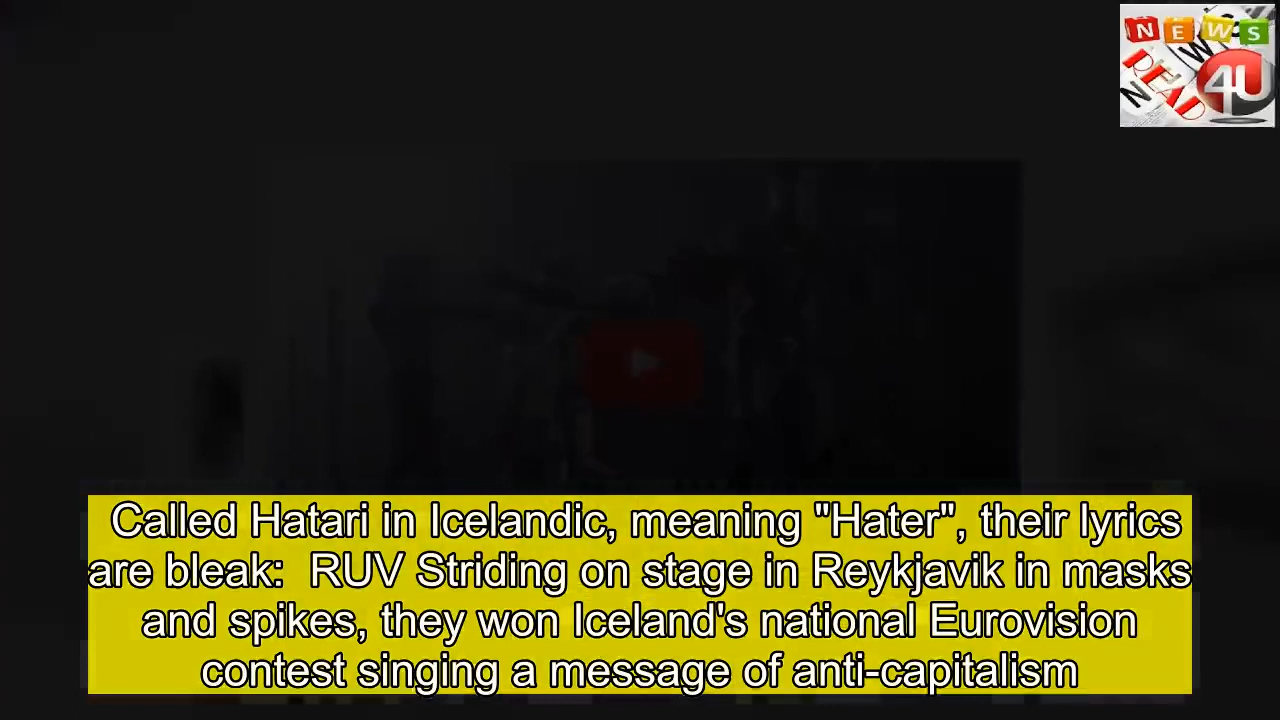 NEWS
READ
N
W
4U
Called Hatari in Icelandic, meaning "Hater", their lyrics
are bleak:  RUV Striding on stage in Reykjavik in masks
and spikes, they won Iceland's national Eurovision
contest singing a message of anti-capitalism